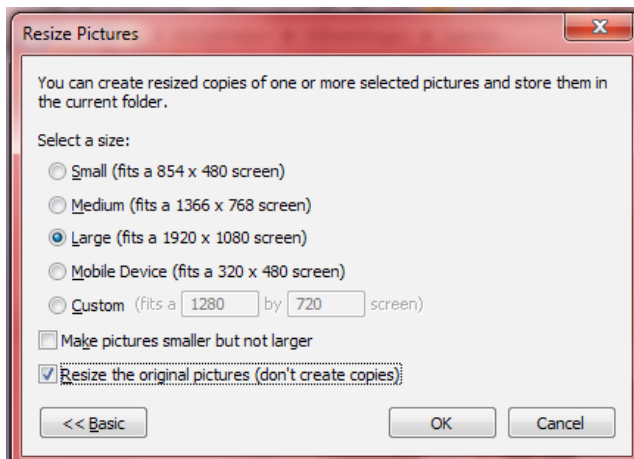 Resize Pictures
You can create resized copies of one or more selected pictures and store them in
the current folder.
Select a size:
Small (fits a 854 x 480 screen)
Medium (fits a 1366 x 768 screen)
Large (fits a 1920 x 1080 screen)
Mobile Device (fits a 320 x 480 screen)
Custom (fits a 1280 by 720 screen)
Make pictures smaller but not larger
Resize the original pictures (don't create copies)
<< Basic OK Cancel